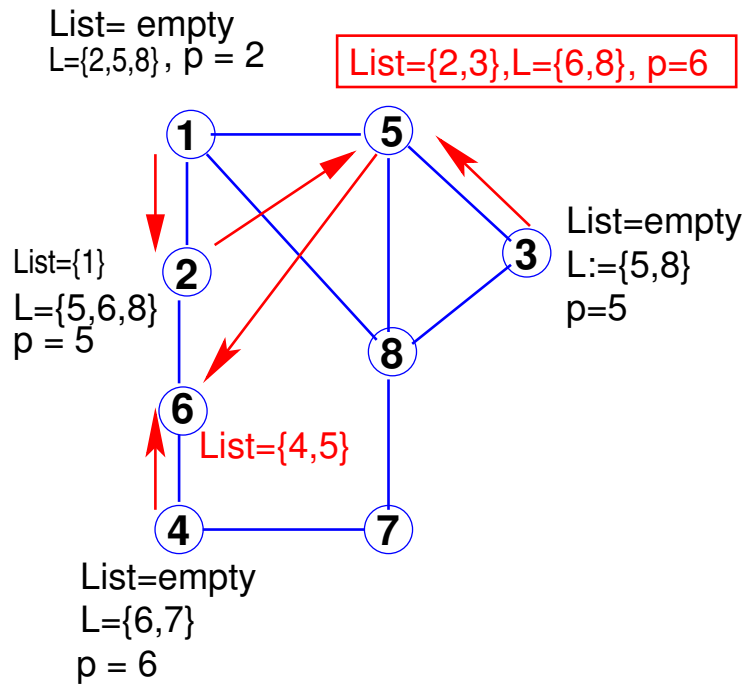 List= empty
L={2,5,8}, p = 2
List={2,3},L={6,8}, p=6
1
5
List=empty
L:={5,8}
p=5
3
List={1}
L={5,6,8}
p = 5
2
8
6
List={4,5}
4
7
List=empty
L={6,7}
p = 6